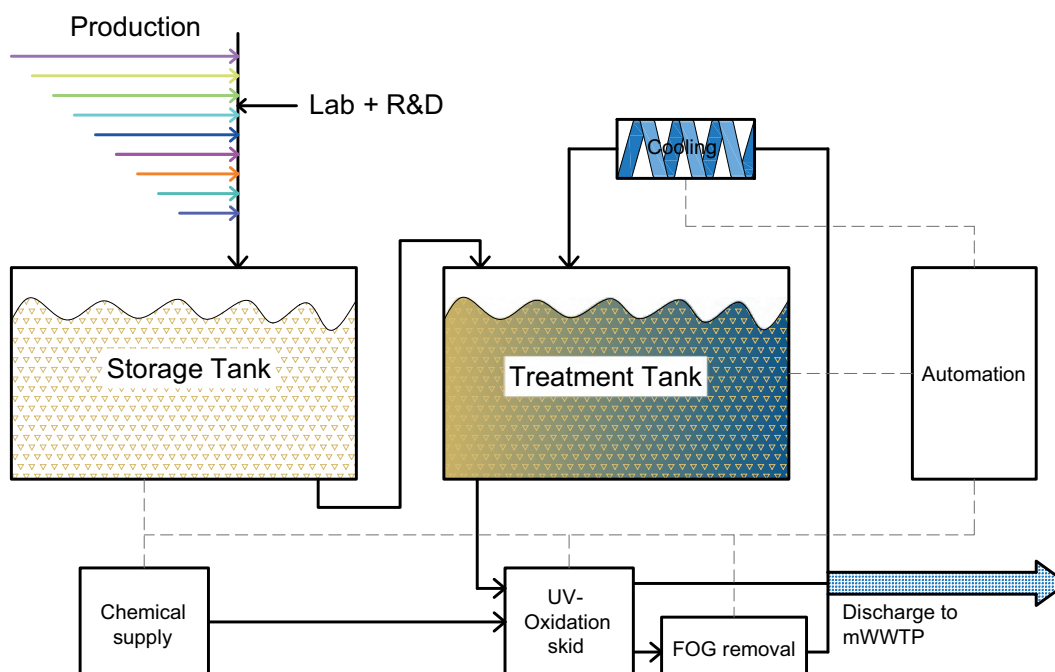 Production
Lab + R&D
Cooling
Storage Tank
Treatment Tank
Automation
Chemical
supply
UV-
Oxidation
skid
FOG removal
Discharge to
mWWTP